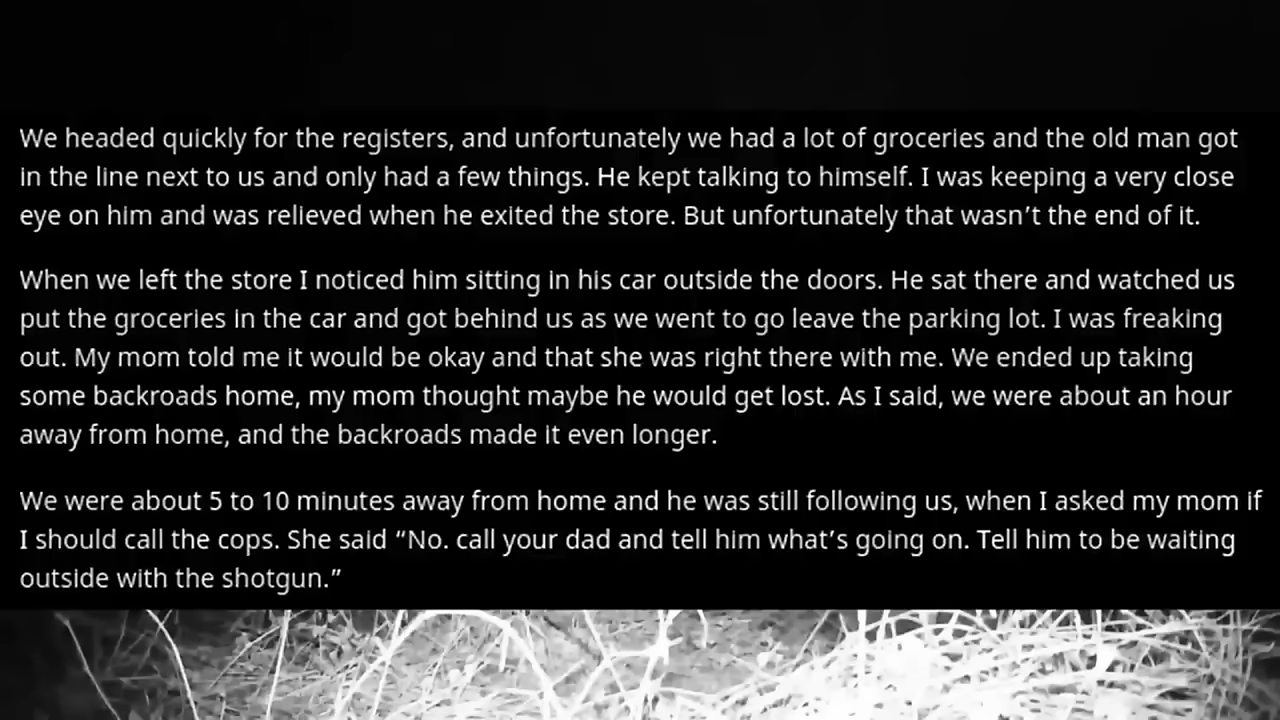 We headed quickly for the registers, and unfortunately we had a lot of groceries and the old man got
in the line next to us and only had a few things. He kept talking to himself. I was keeping a very close
eye on him and was relieved when he exited the store. But unfortunately that wasn’t the end of it.
When we left the store I noticed him sitting in his car outside the doors. He sat there and watched us
put the groceries in the car and got behind us as we went to go leave the parking lot. I was freaking
out. My mom told me it would be okay and that she was right there with me. We ended up taking
some backroads home, my mom thought maybe he would get lost. As I said, we were about an hour
away from home, and the backroads made it even longer.
We were about 5 to 10 minutes away from home and he was still following us, when I asked my mom if
I should call the cops. She said “No. call your dad and tell him what’s going on. Tell him to be waiting
outside with the shotgun.”